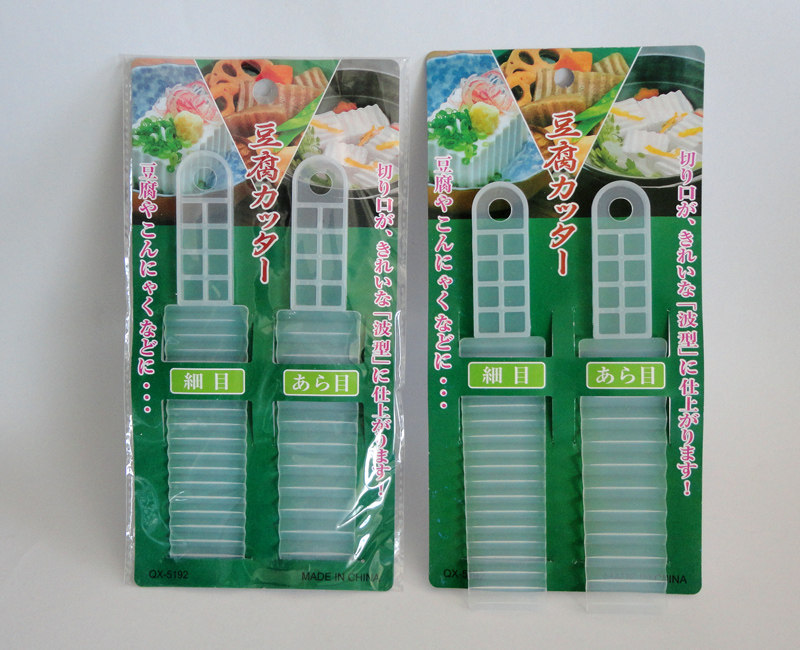 豆腐カッター
切り口が、きれいな「波型」に仕上がります!
豆腐やこんにゃくなどに・・・
細目
あら目
QX-5192
MADE IN CHINA
豆腐カッター
切り口が、きれいな「波型」に仕上がります!
豆腐やこんにゃくなどに・・・
細目
あら目